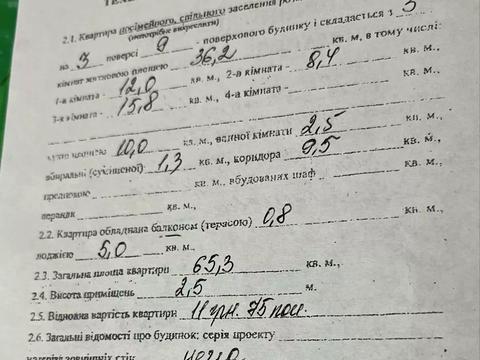 2.1. Квартира посімейного, спільного заселення
(непотрібне викреслити)
на 3 поверсі 9 - поверхового будинку і складається з 3
кімнат житловою площею 36,2 кв. м, в тому числі:
1-а кімната - 12,0 кв. м., 2-а кімната - 8,4 кв. м.,
3-я кімната - 15,8 кв. м., 4-а кімната - кв. м.
кухні площею 10,0 кв. м., ванної кімнати 2,5 кв. м.,
вбиральні (суміщеної) 1,3 кв. м., коридора 9,5 кв. м.,
кв. м., вбудованих шаф кв. м.
веранди кв. м.,
2.2. Квартира обладнана балконом (терасою) 0,8 кв. м.,
лоджією 5,0 кв. м.,
2.3. Загальна площа квартири 65,3 кв. м.,
2.4. Висота приміщень 2,5 м.
2.5. Відновна вартість квартири 11 грн. 75 коп.
2.6. Загальні відомості про будинок: серія проекту